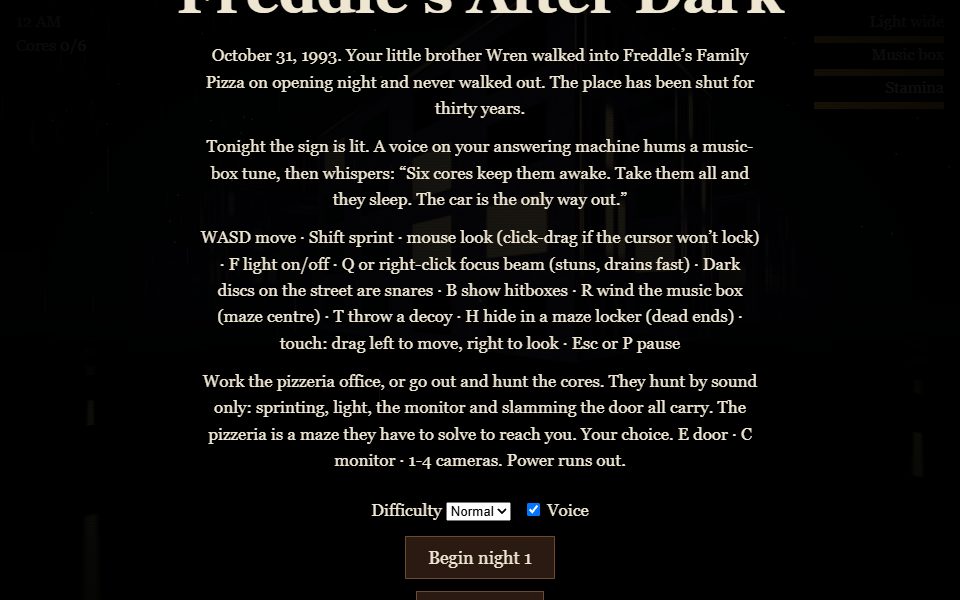 Freddle's After Dark
12 AM
Cores 0/6
Light wide
Music box
Stamina
October 31, 1993. Your little brother Wren walked into Freddle’s Family
Pizza on opening night and never walked out. The place has been shut for
thirty years.
Tonight the sign is lit. A voice on your answering machine hums a music-
box tune, then whispers: “Six cores keep them awake. Take them all and
they sleep. The car is the only way out.”
WASD move · Shift sprint · mouse look (click-drag if the cursor won’t lock)
· F light on/off · Q or right-click focus beam (stuns, drains fast) · Dark
discs on the street are snares · B show hitboxes · R wind the music box
(maze centre) · T throw a decoy · H hide in a maze locker (dead ends) ·
touch: drag left to move, right to look · Esc or P pause
Work the pizzeria office, or go out and hunt the cores. They hunt by sound
only: sprinting, light, the monitor and slamming the door all carry. The
pizzeria is a maze they have to solve to reach you. Your choice. E door · C
monitor · 1-4 cameras. Power runs out.
Difficulty Normal Voice
Begin night 1